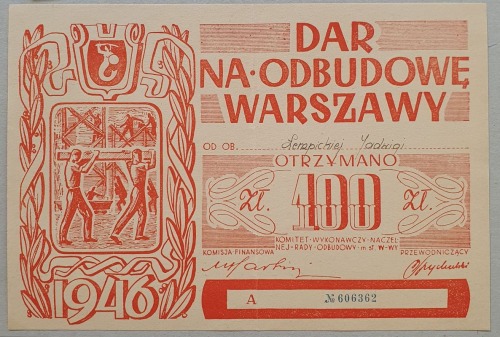 DAR
NA·ODBUDOWĘ
WARSZAWY
OD OB.
OTRZYMANO
Zł. 100 Zł.
KOMITET·WYKONAWCZY·NACZEL
NEJ·RADY·ODBUDOWY·m st. W-WY
KOMISJA·FINANSOWA
PRZEWODNICZĄCY
1946
A № 606362